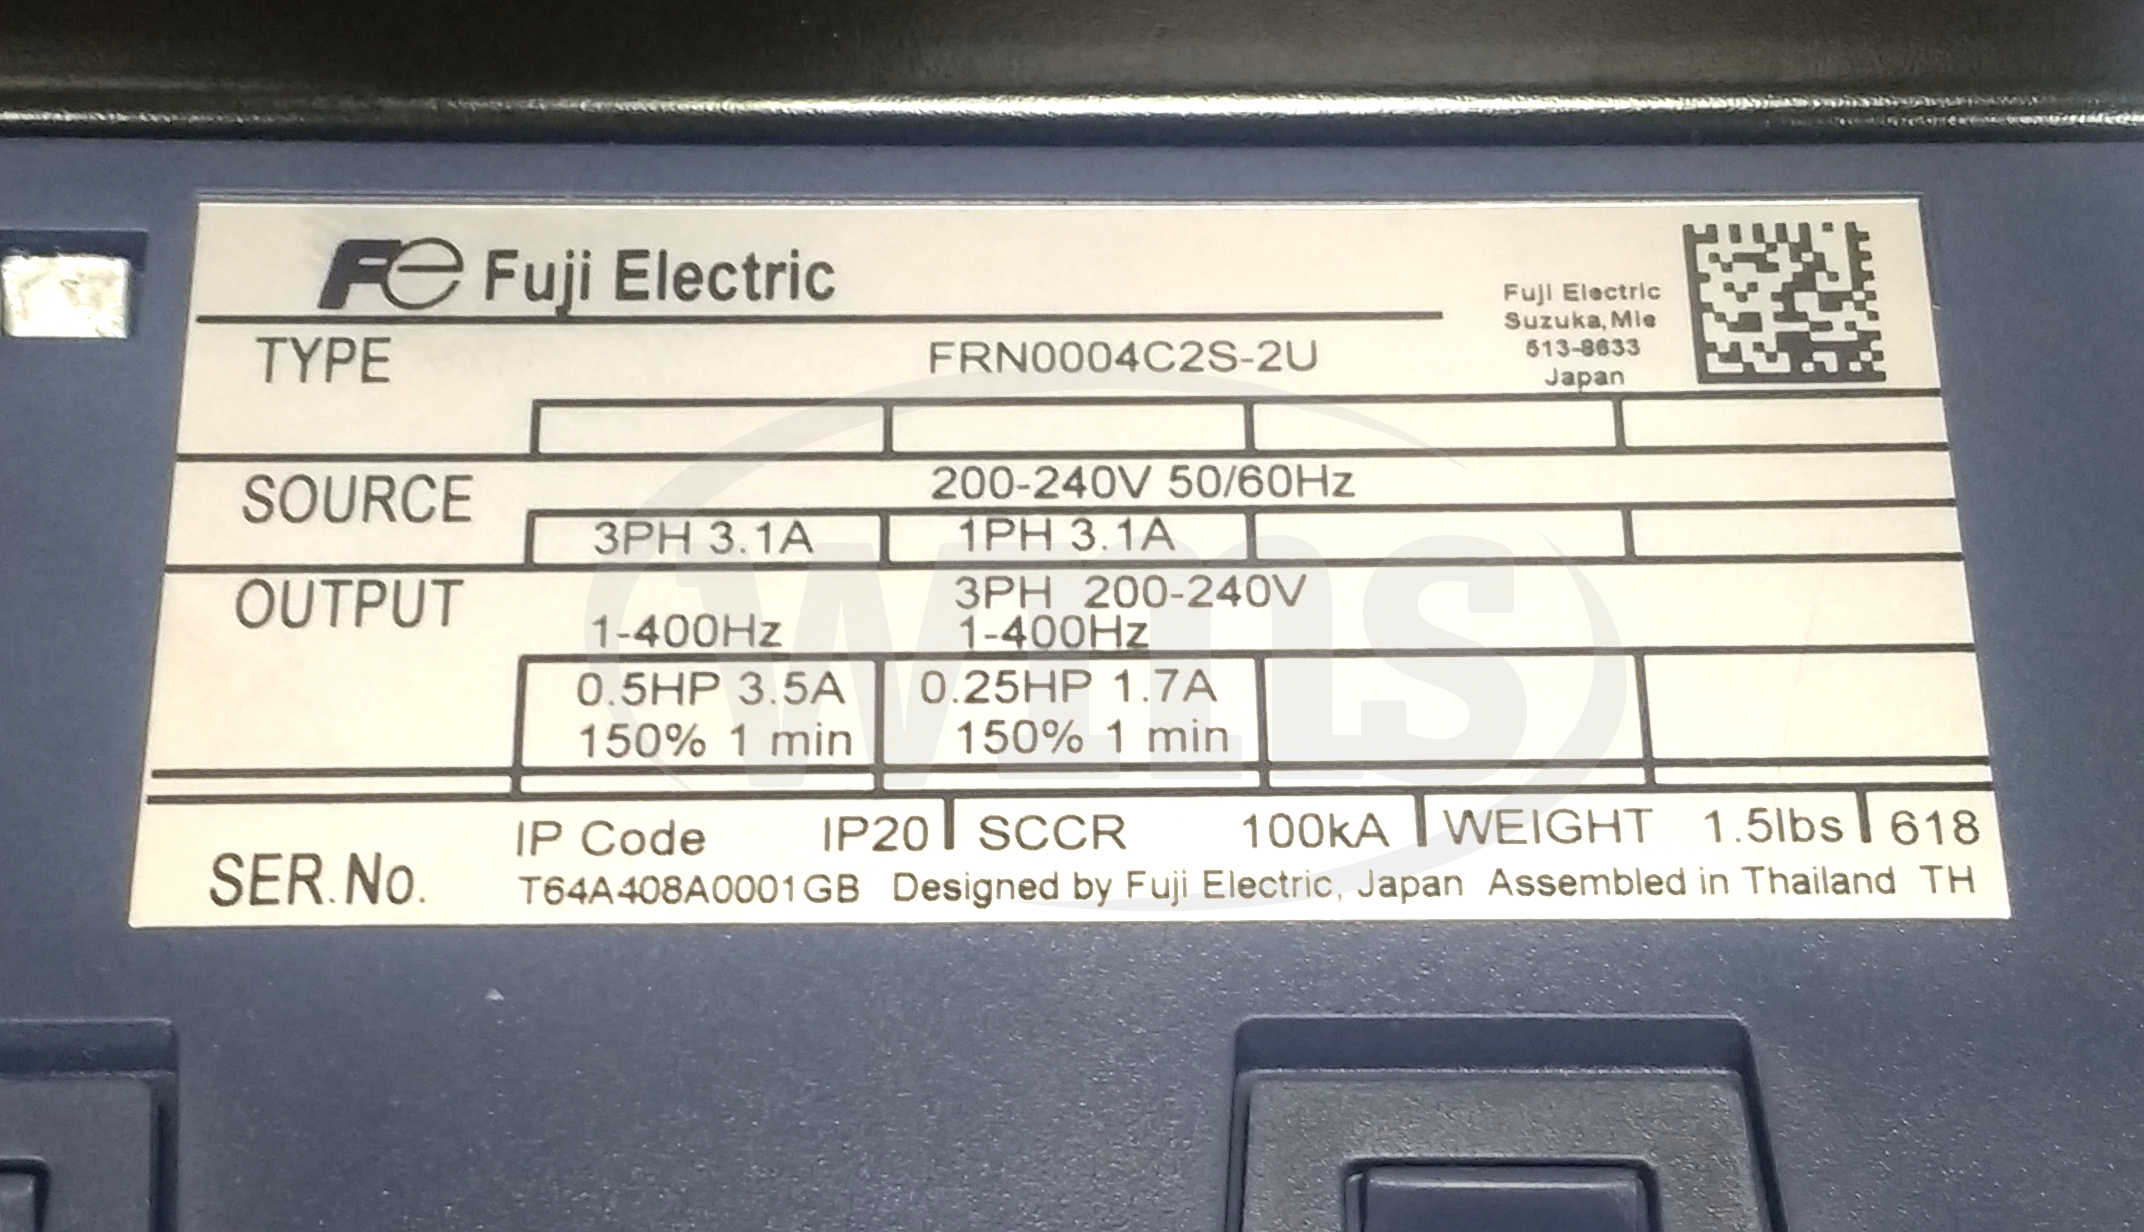 Fe Fuji Electric
Fuji Electric
Suzuka, Mie
513-8633
Japan
TYPE FRN0004C2S-2U
SOURCE 200-240V 50/60Hz
3PH 3.1A 1PH 3.1A
OUTPUT 3PH 200-240V
1-400Hz 1-400Hz
0.5HP 3.5A 0.25HP 1.7A
150% 1 min 150% 1 min
IP Code IP20 SCCR 100kA WEIGHT 1.5lbs 618
SER.No. T64A408A0001GB Designed by Fuji Electric, Japan Assembled in Thailand TH
wms